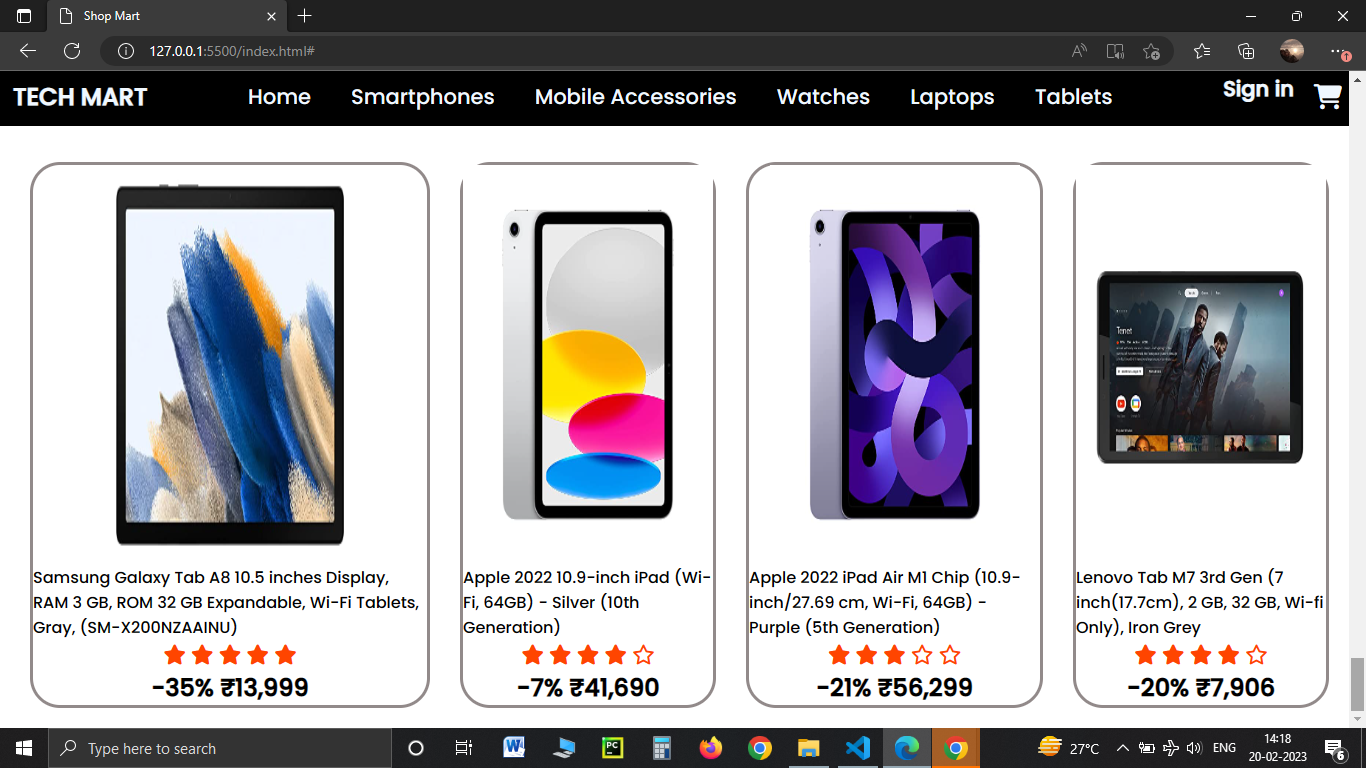 Shop Mart
127.0.0.1:5500/index.html#
TECH MART
Home
Smartphones
Mobile Accessories
Watches
Laptops
Tablets
Sign in
Tenet
Samsung Galaxy Tab A8 10.5 inches Display,
RAM 3 GB, ROM 32 GB Expandable, Wi-Fi Tablets,
Gray, (SM-X200NZAAINU)
-35% ₹13,999
Apple 2022 10.9-inch iPad (Wi-
Fi, 64GB) - Silver (10th
Generation)
-7% ₹41,690
Apple 2022 iPad Air M1 Chip (10.9-
inch/27.69 cm, Wi-Fi, 64GB) -
Purple (5th Generation)
-21% ₹56,299
Lenovo Tab M7 3rd Gen (7
inch(17.7cm), 2 GB, 32 GB, Wi-fi
Only), Iron Grey
-20% ₹7,906
Type here to search
W
PC
27°C
ENG
14:18
20-02-2023
6